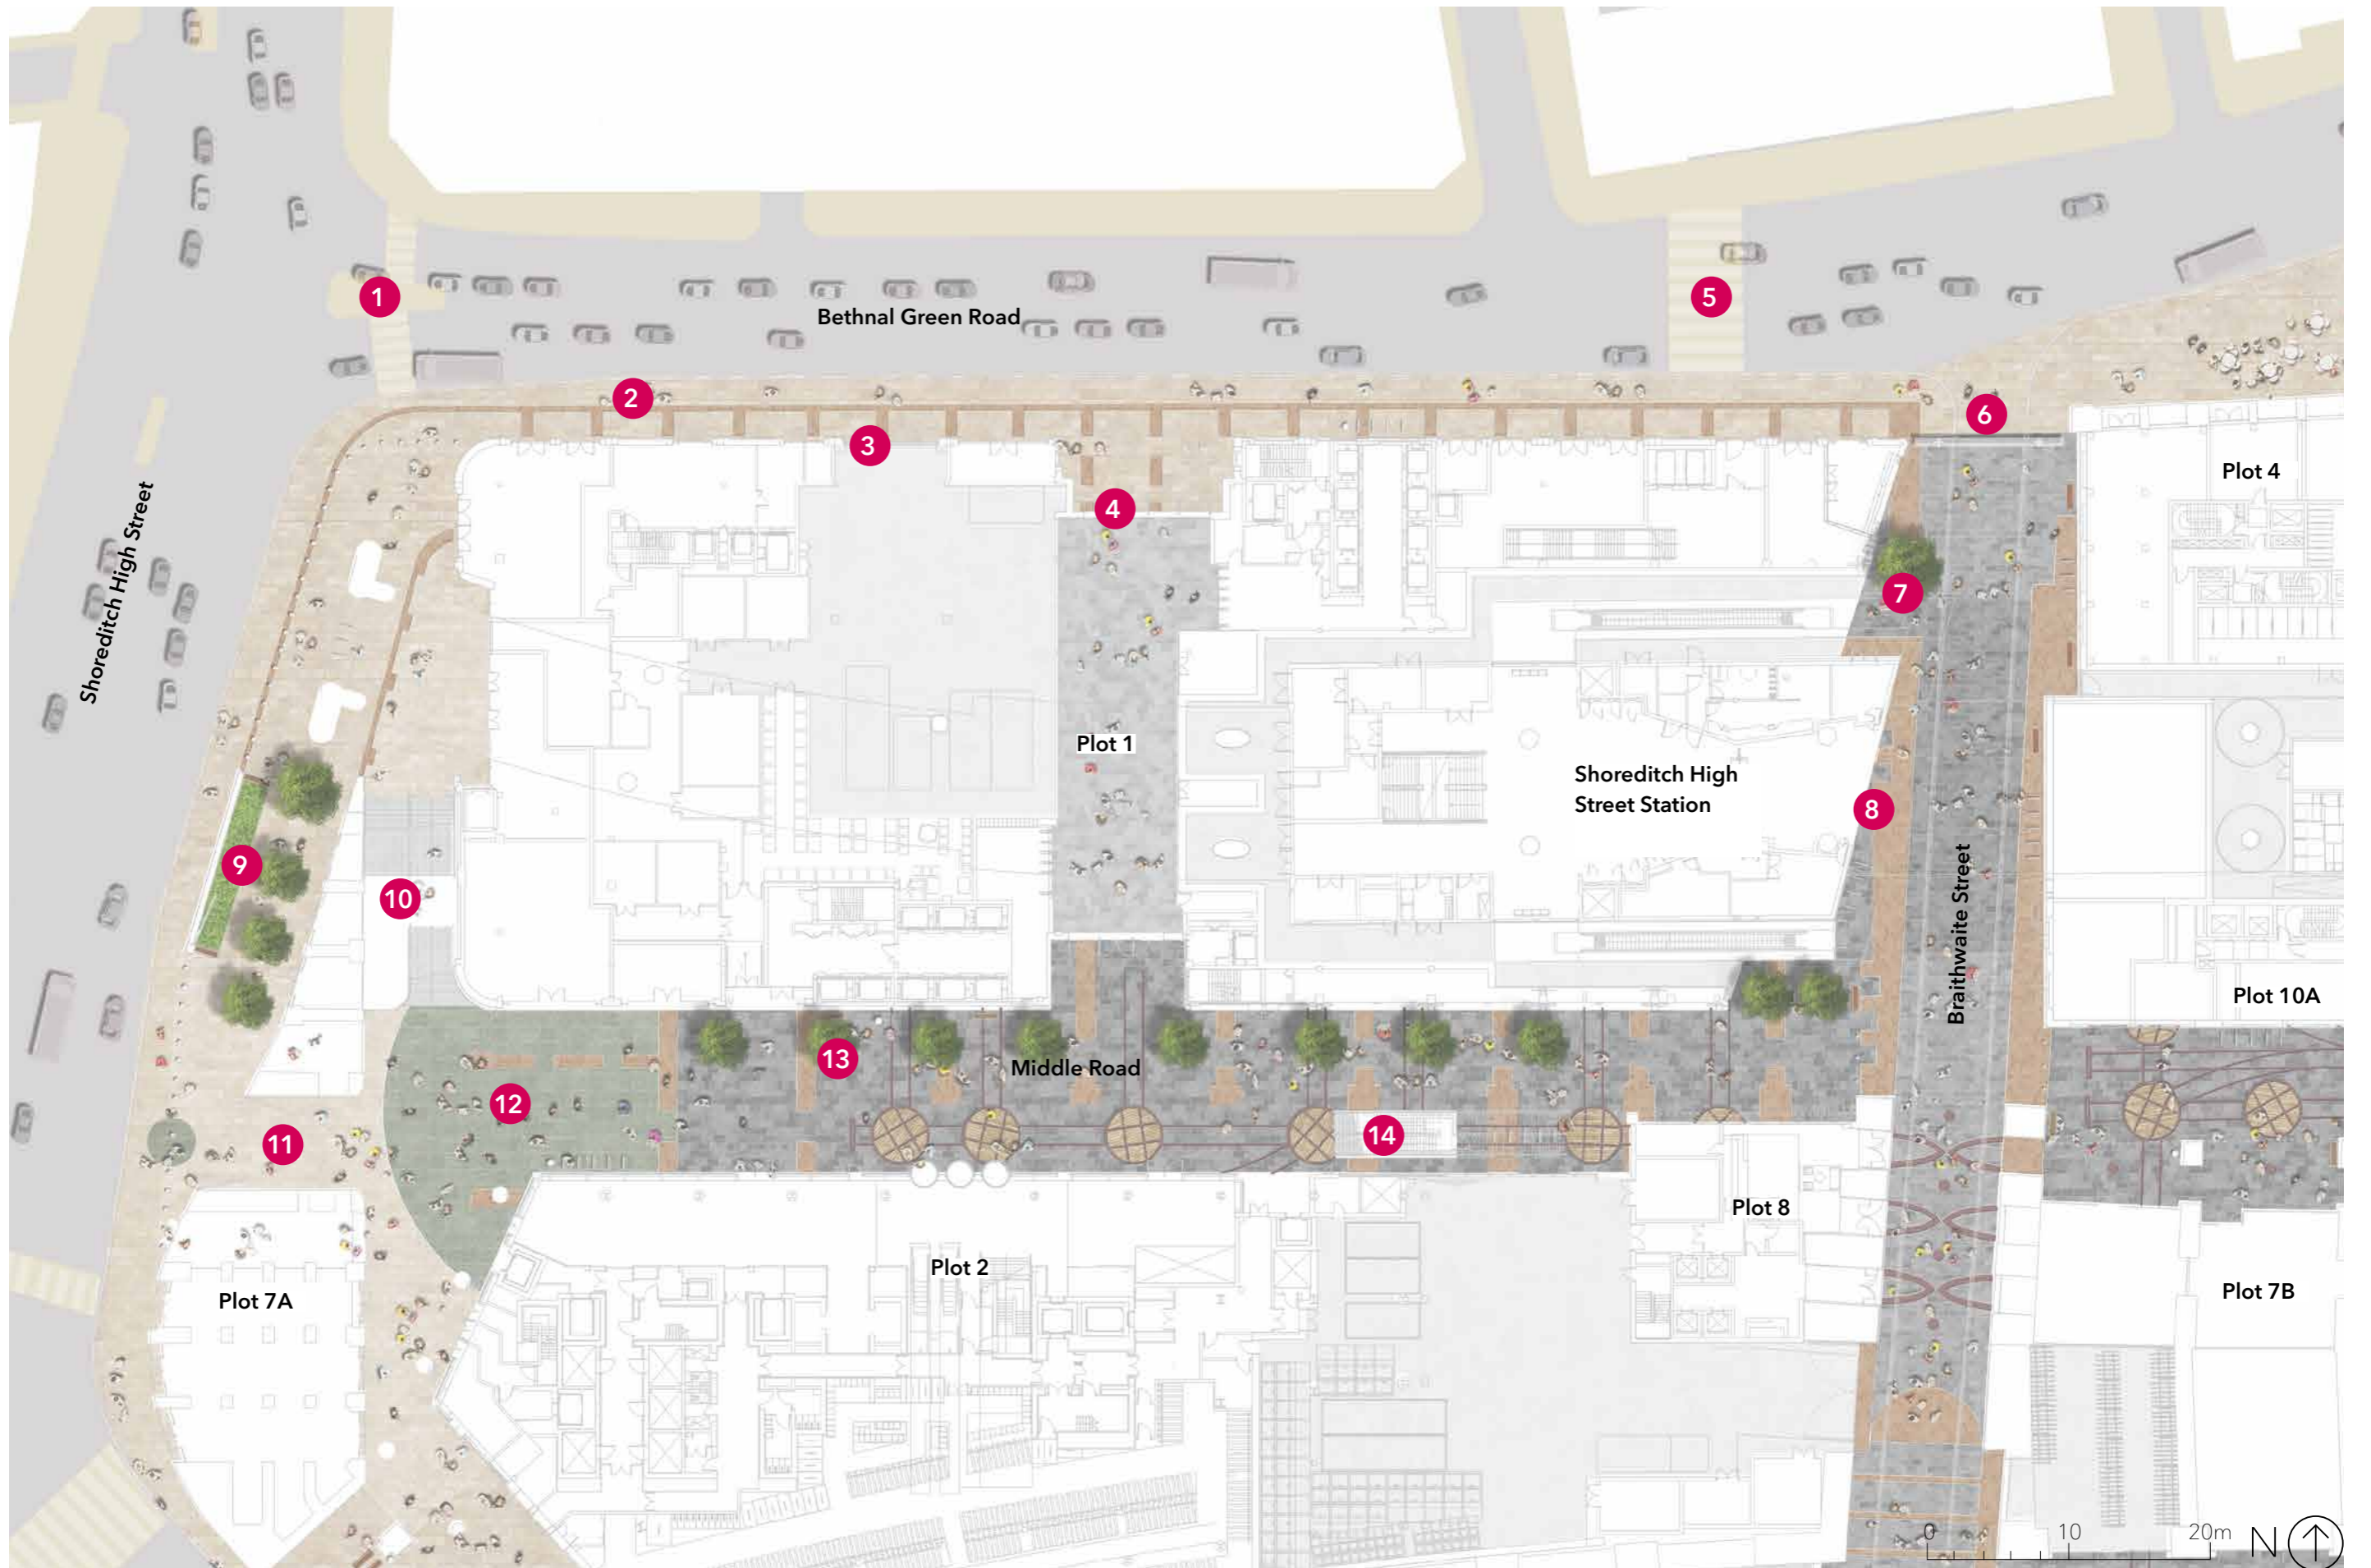 1
5
Bethnal Green Road
2
6
3
Plot 4
4
Shoreditch High Street
7
Plot 1
Shoreditch High
Street Station
8
9
10
Braithwaite Street
Plot 10A
13
Middle Road
12
14
11
Plot 8
Plot 2
Plot 7A
Plot 7B
0 10 20m N